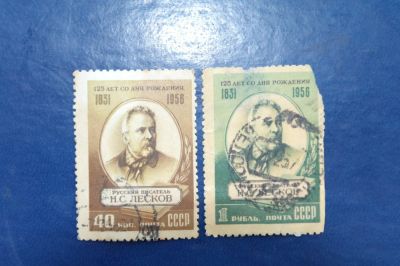 125 ЛЕТ СО ДНЯ РОЖДЕНИЯ
1831 1956
РУССКИЙ ПИСАТЕЛЬ
Н.С. ЛЕСКОВ
40 КОП. ПОЧТА СССР
125 ЛЕТ СО ДНЯ РОЖДЕНИЯ
1831 1956
ЛЕСКОВ
1 РУБЛЬ. ПОЧТА СССР